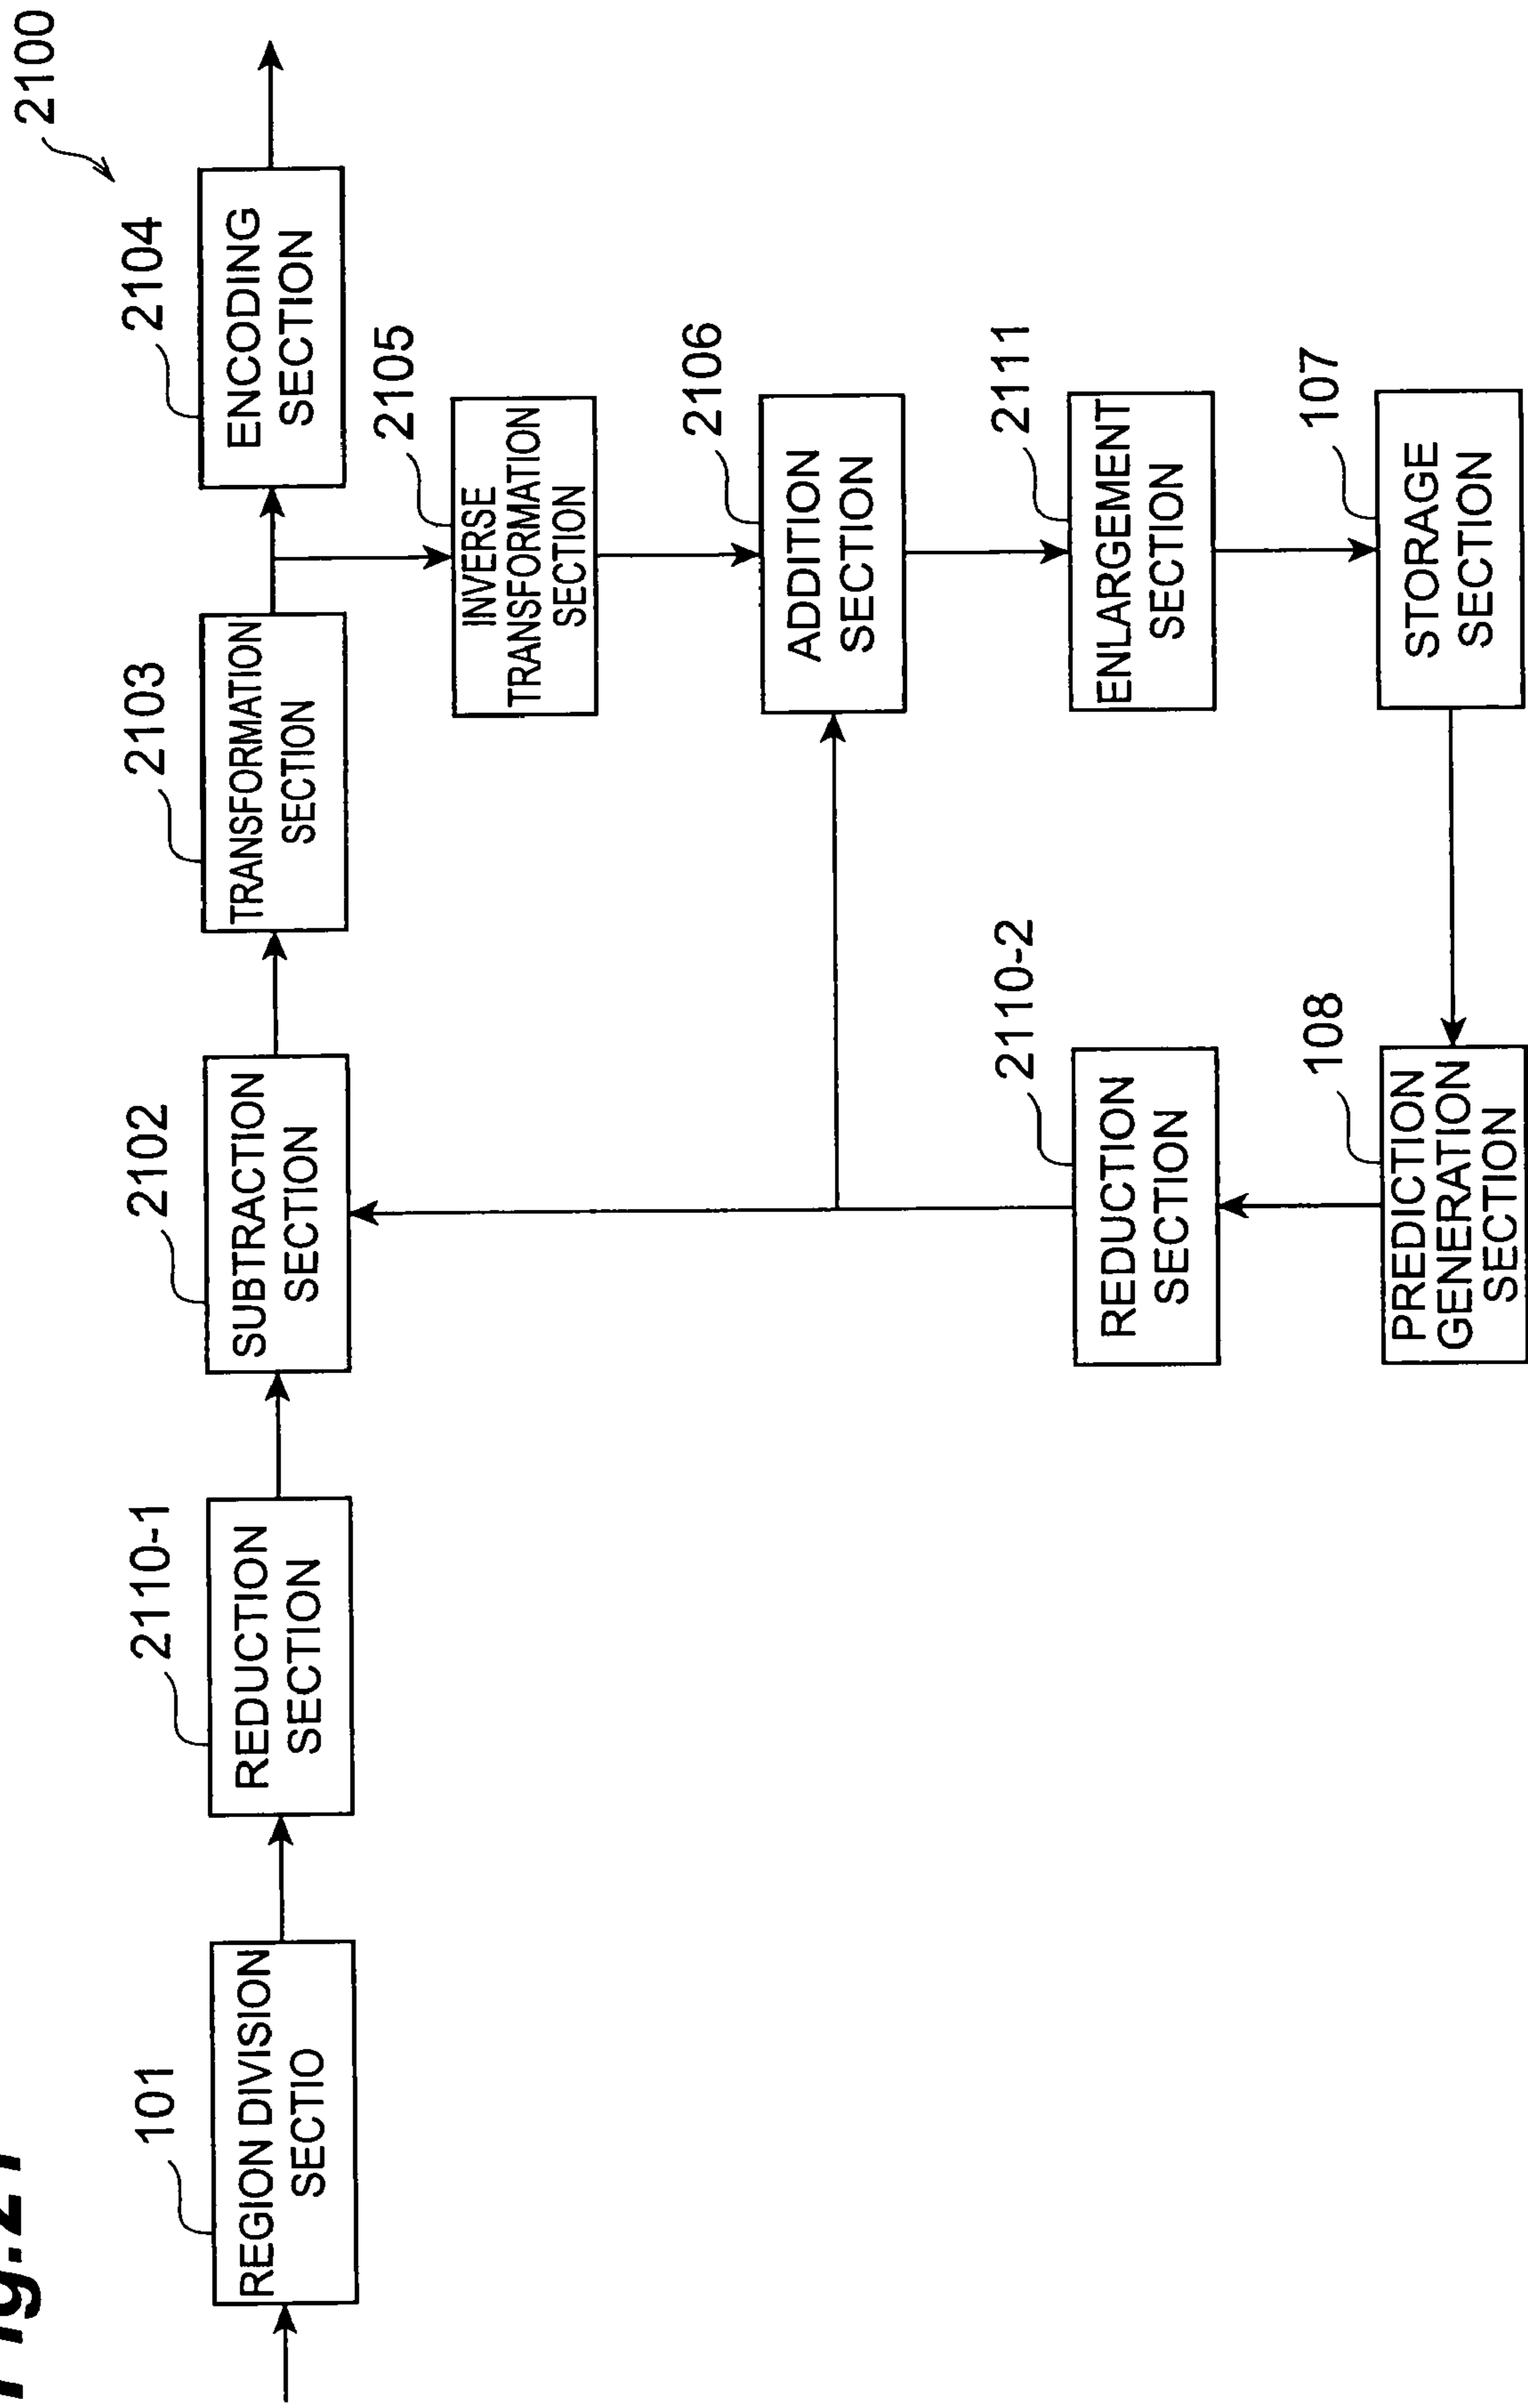 Fig.21
2100
101
REGION DIVISION
SECTIO
2110-1
REDUCTION
SECTION
2102
SUBTRACTION
SECTION
2103
TRANSFORMATION
SECTION
2104
ENCODING
SECTION
2105
INVERSE
TRANSFORMATION
SECTION
2106
ADDITION
SECTION
2110-2
REDUCTION
SECTION
2111
ENLARGEMENT
SECTION
108
PREDICTION
GENERATION
SECTION
107
STORAGE
SECTION